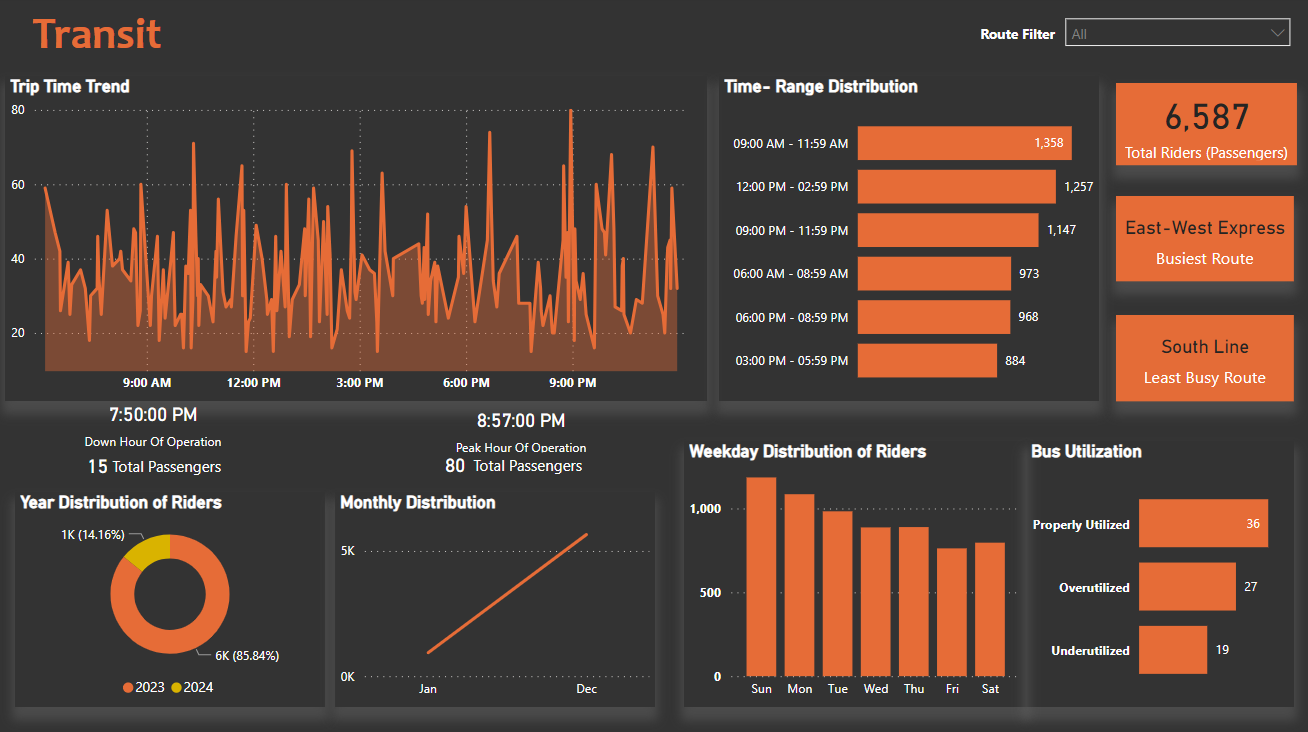 Transit
Route Filter
All
Trip Time Trend
80
60
40
20
9:00 AM 12:00 PM 3:00 PM 6:00 PM 9:00 PM
Time- Range Distribution
09:00 AM - 11:59 AM 1,358
12:00 PM - 02:59 PM 1,257
09:00 PM - 11:59 PM 1,147
06:00 AM - 08:59 AM 973
06:00 PM - 08:59 PM 968
03:00 PM - 05:59 PM 884
6,587
Total Riders (Passengers)
East-West Express
Busiest Route
South Line
Least Busy Route
7:50:00 PM
Down Hour Of Operation
15 Total Passengers
8:57:00 PM
Peak Hour Of Operation
80 Total Passengers
Year Distribution of Riders
1K (14.16%)
6K (85.84%)
2023 2024
Monthly Distribution
5K
0K
Jan Dec
Weekday Distribution of Riders
1,000
500
0
Sun Mon Tue Wed Thu Fri Sat
Bus Utilization
Properly Utilized 36
Overutilized 27
Underutilized 19